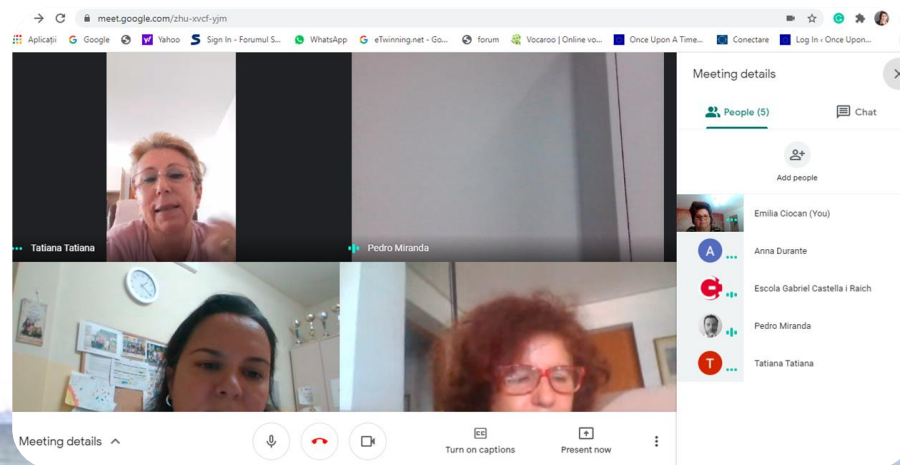 meet.google.com/zhu-xvcf-yjm
Aplicații Google Yahoo Sign In - Forumul S... WhatsApp eTwinning.net - Go... forum Vocaroo | Online vo... Once Upon A Time... Conectare Log In ‹ Once Upon...
Meeting details
People (5) Chat
Add people
Emilia Ciocan (You)
A Anna Durante
Escola Gabriel Castella i Raich
Pedro Miranda
T Tatiana Tatiana
Tatiana Tatiana
Pedro Miranda
Meeting details
CC
Turn on captions
Present now